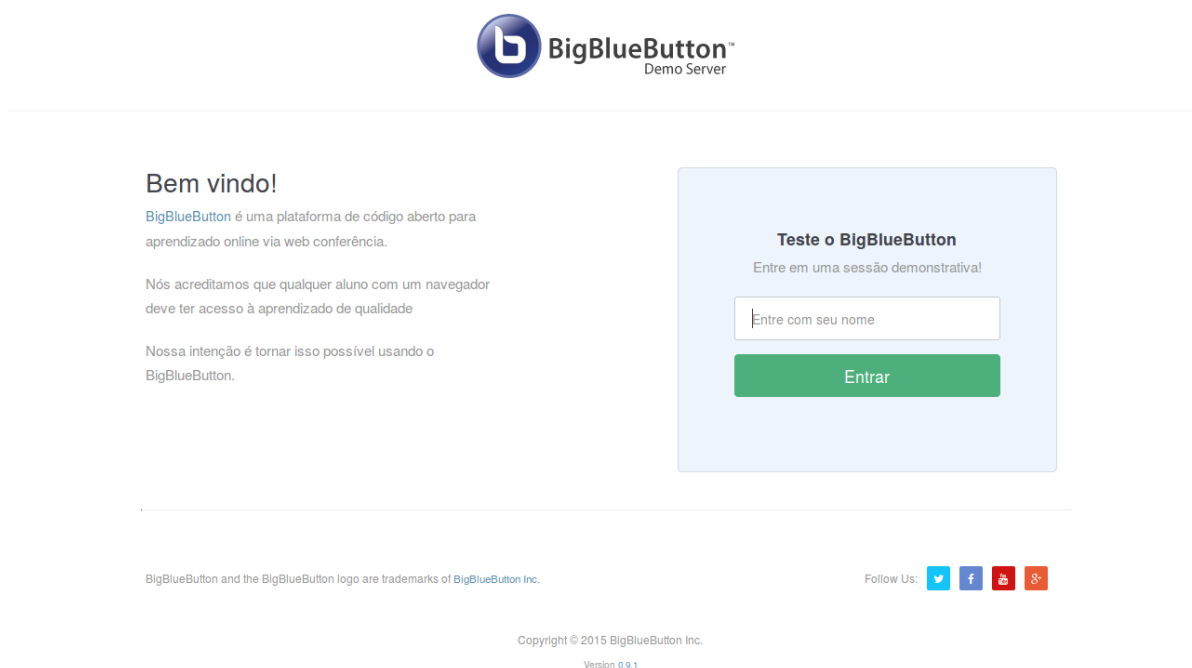 BigBlueButton™
Demo Server
Bem vindo!
BigBlueButton é uma plataforma de código aberto para
aprendizado online via web conferência.
Nós acreditamos que qualquer aluno com um navegador
deve ter acesso à aprendizado de qualidade
Nossa intenção é tornar isso possível usando o
BigBlueButton.
Teste o BigBlueButton
Entre em uma sessão demonstrativa!
Entre com seu nome
Entrar
BigBlueButton and the BigBlueButton logo are trademarks of BigBlueButton Inc.
Follow Us:
Copyright © 2015 BigBlueButton Inc.
Version 0.9.1